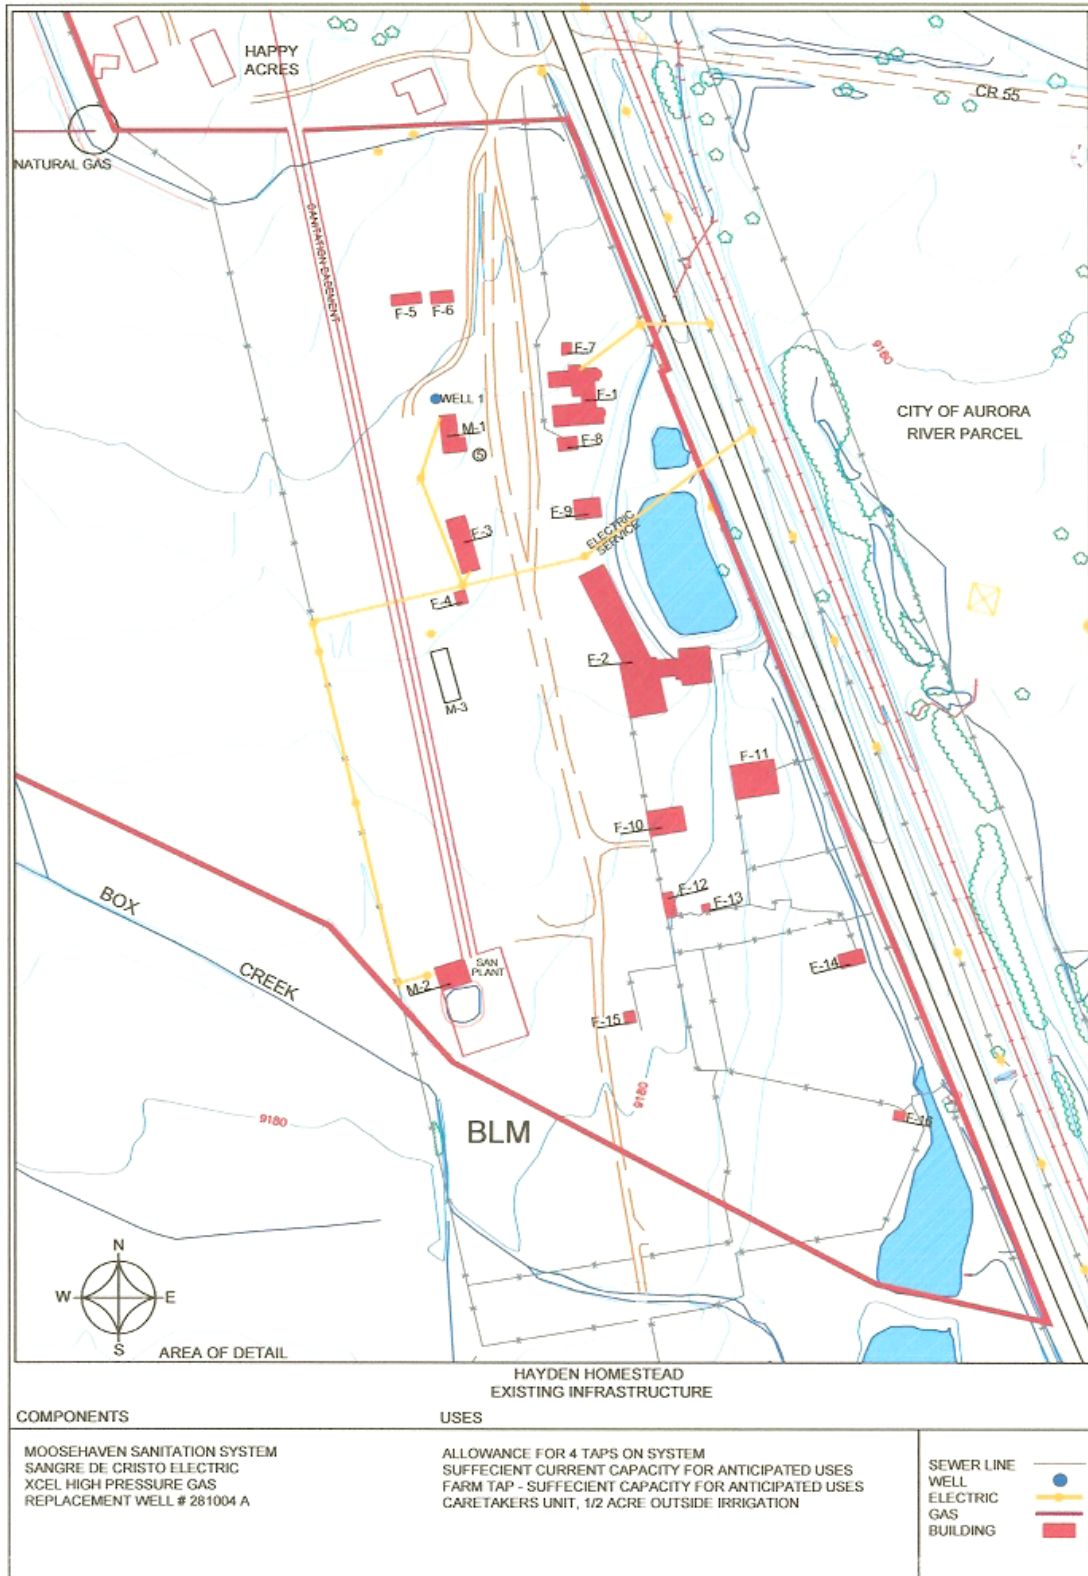 HAPPY
ACRES
CR 55
NATURAL GAS
SANITATION EASEMENT
F-5
F-6
F-7
F-1
9180
WELL 1
M-1
F-8
CITY OF AURORA
RIVER PARCEL
S
F-9
F-3
ELECTRIC
SERVICE
F-4
F-2
M-3
F-11
F-10
BOX
F-12
F-13
CREEK
SAN
PLANT
F-14
M-2
F-15
9180
9180
F-16
BLM
N
W
E
S
AREA OF DETAIL
HAYDEN HOMESTEAD
EXISTING INFRASTRUCTURE
COMPONENTS
USES
MOOSEHAVEN SANITATION SYSTEM
SANGRE DE CRISTO ELECTRIC
XCEL HIGH PRESSURE GAS
REPLACEMENT WELL # 281004 A
ALLOWANCE FOR 4 TAPS ON SYSTEM
SUFFECIENT CURRENT CAPACITY FOR ANTICIPATED USES
FARM TAP - SUFFECIENT CAPACITY FOR ANTICIPATED USES
CARETAKERS UNIT, 1/2 ACRE OUTSIDE IRRIGATION
SEWER LINE
WELL
ELECTRIC
GAS
BUILDING